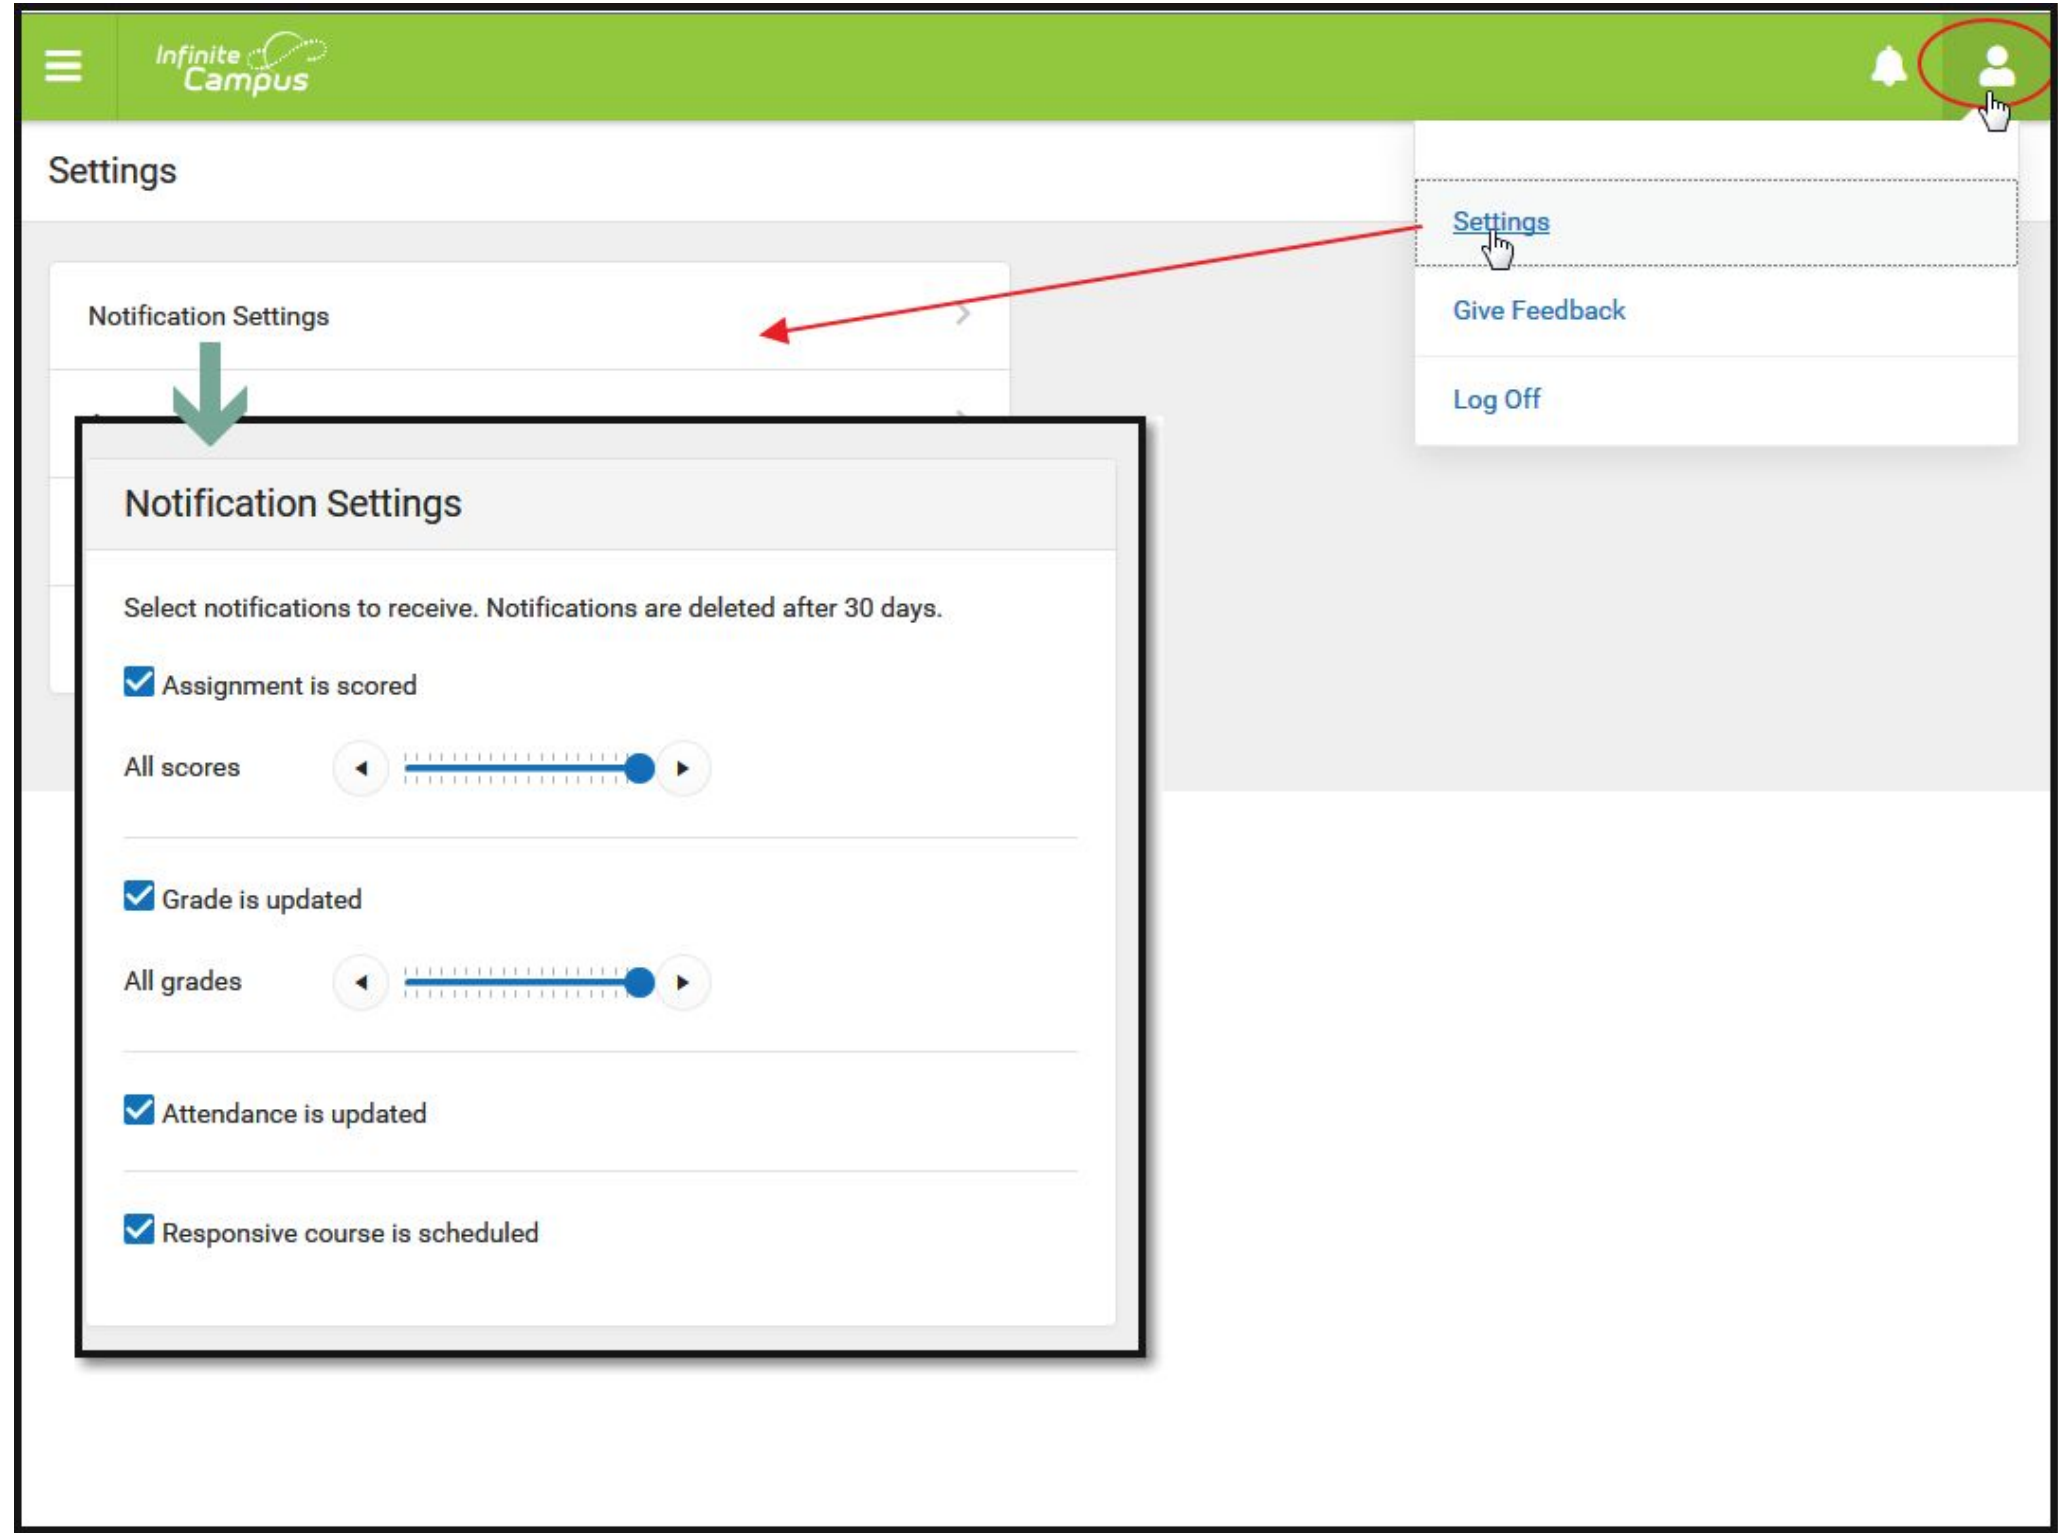 Infinite
Campus
Settings
Settings
Give Feedback
Log Off
Notification Settings
Notification Settings
Select notifications to receive. Notifications are deleted after 30 days.
Assignment is scored
All scores
Grade is updated
All grades
Attendance is updated
Responsive course is scheduled